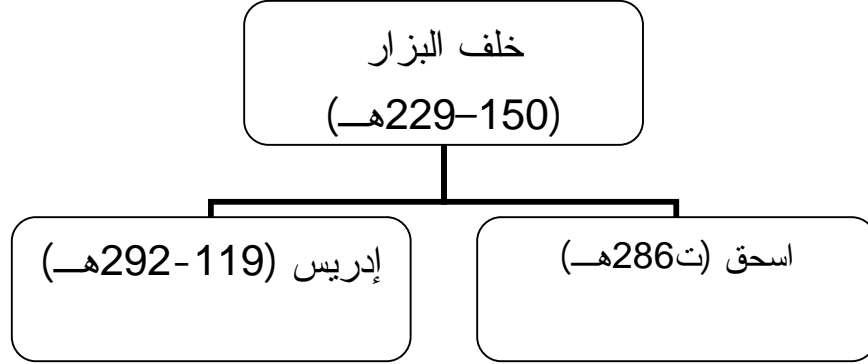 خلف البزار
(150–229هـ)
اسحق (ت286هـ)
إدريس (119-292هـ)